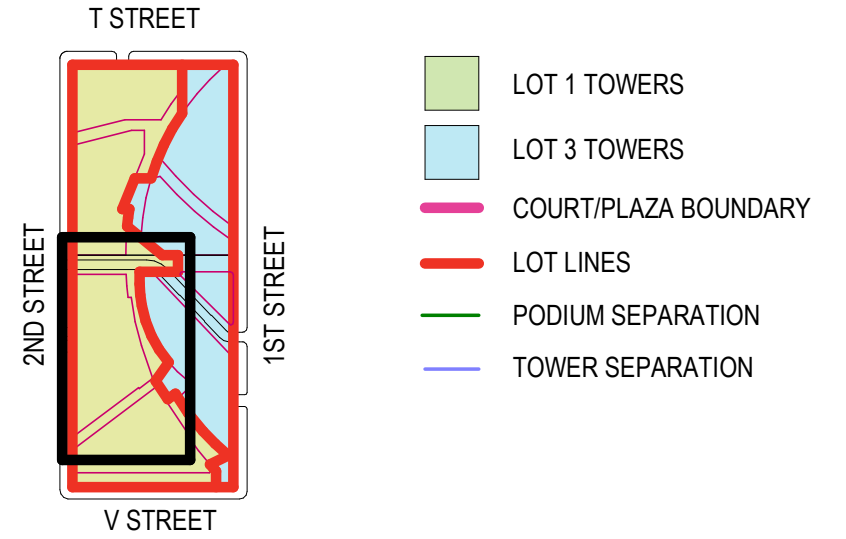 T STREET
2ND STREET
1ST STREET
V STREET
LOT 1 TOWERS
LOT 3 TOWERS
COURT/PLAZA BOUNDARY
LOT LINES
PODIUM SEPARATION
TOWER SEPARATION